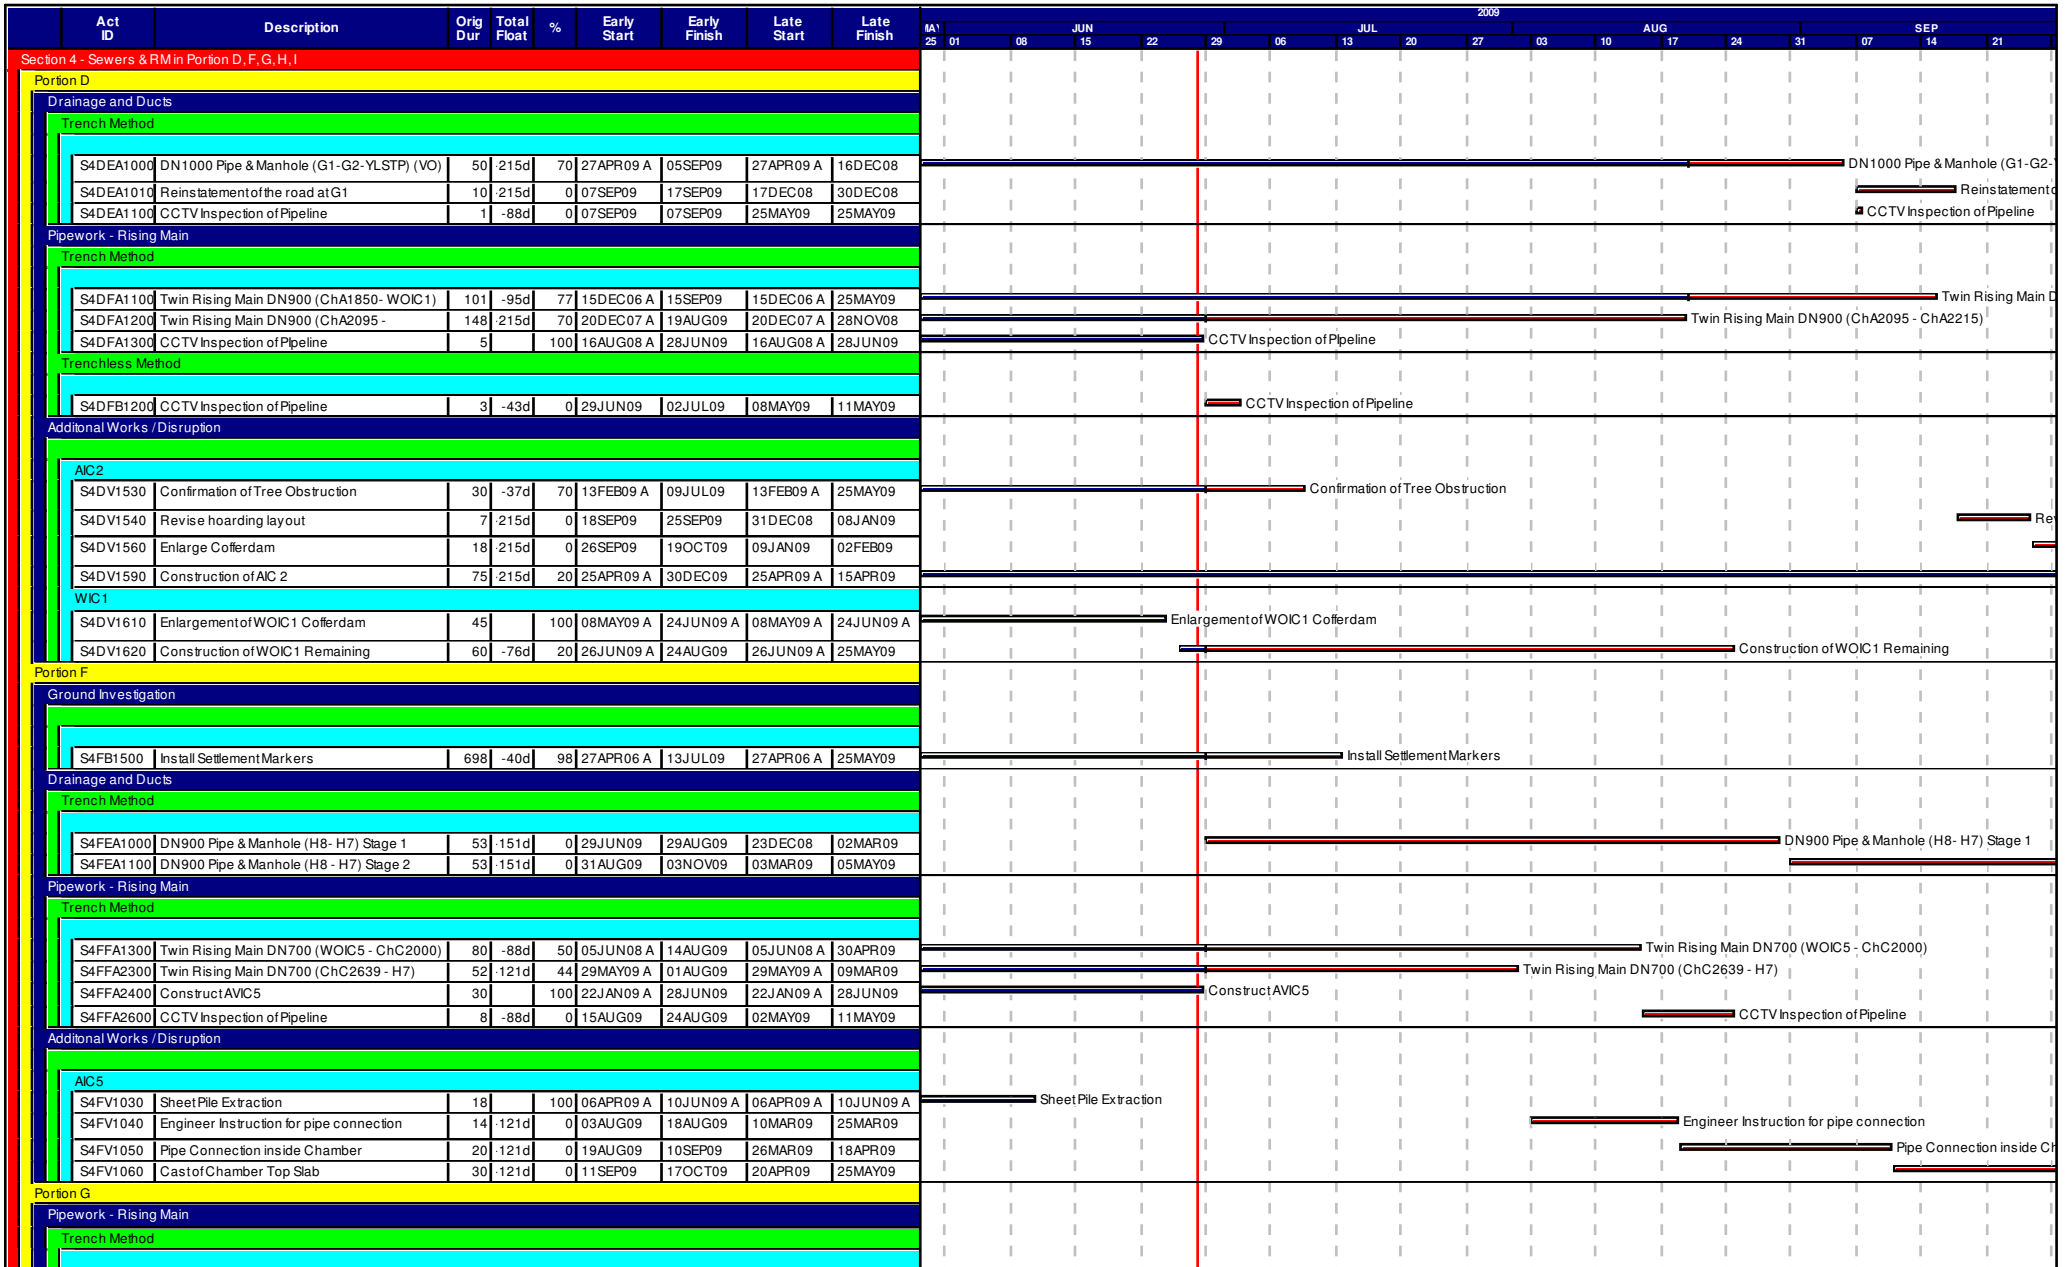 Act ID Description Orig Dur Total Float % Early Start Early Finish Late Start Late Finish
2009
MAY JUN JUL AUG SEP
25 01 08 15 22 29 06 13 20 27 03 10 17 24 31 07 14 21
Section 4 - Sewers & RM in Portion D, F, G, H, I
Portion D
Drainage and Ducts
Trench Method
S4DEA1000 DN1000 Pipe & Manhole (G1-G2-YLSTP) (VO) 50 -215d 70 27APR09 A 05SEP09 27APR09 A 16DEC08 DN1000 Pipe & Manhole (G1-G2-Y
S4DEA1010 Reinstatement of the road at G1 10 -215d 0 07SEP09 17SEP09 17DEC08 30DEC08 Reinstatement o
S4DEA1100 CCTV Inspection of Pipeline 1 -88d 0 07SEP09 07SEP09 25MAY09 25MAY09 CCTV Inspection of Pipeline
Pipework - Rising Main
Trench Method
S4DFA1100 Twin Rising Main DN900 (ChA1850- WOIC1) 101 -95d 77 15DEC06 A 15SEP09 15DEC06 A 25MAY09 Twin Rising Main D
S4DFA1200 Twin Rising Main DN900 (ChA2095 - 148 -215d 70 20DEC07 A 19AUG09 20DEC07 A 28NOV08 Twin Rising Main DN900 (ChA2095 - ChA2215)
S4DFA1300 CCTV Inspection of PIpeline 5 100 16AUG08 A 28JUN09 16AUG08 A 28JUN09 CCTV Inspection of PIpeline
Trenchless Method
S4DFB1200 CCTV Inspection of Pipeline 3 -43d 0 29JUN09 02JUL09 08MAY09 11MAY09 CCTV Inspection of Pipeline
Additonal Works / Disruption
AIC2
S4DV1530 Confirmation of Tree Obstruction 30 -37d 70 13FEB09 A 09JUL09 13FEB09 A 25MAY09 Confirmation of Tree Obstruction
S4DV1540 Revise hoarding layout 7 -215d 0 18SEP09 25SEP09 31DEC08 08JAN09 Rev
S4DV1560 Enlarge Cofferdam 18 -215d 0 26SEP09 19OCT09 09JAN09 02FEB09
S4DV1590 Construction of AIC 2 75 -215d 20 25APR09 A 30DEC09 25APR09 A 15APR09
WIC1
S4DV1610 Enlargement of WOIC1 Cofferdam 45 100 08MAY09 A 24JUN09 A 08MAY09 A 24JUN09 A Enlargement of WOIC1 Cofferdam
S4DV1620 Construction of WOIC1 Remaining 60 -76d 20 26JUN09 A 24AUG09 26JUN09 A 25MAY09 Construction of WOIC1 Remaining
Portion F
Ground Investigation
S4FB1500 Install Settlement Markers 698 -40d 98 27APR06 A 13JUL09 27APR06 A 25MAY09 Install Settlement Markers
Drainage and Ducts
Trench Method
S4FEA1000 DN900 Pipe & Manhole (H8- H7) Stage 1 53 -151d 0 29JUN09 29AUG09 23DEC08 02MAR09 DN900 Pipe & Manhole (H8- H7) Stage 1
S4FEA1100 DN900 Pipe & Manhole (H8 - H7) Stage 2 53 -151d 0 31AUG09 03NOV09 03MAR09 05MAY09
Pipework - Rising Main
Trench Method
S4FFA1300 Twin Rising Main DN700 (WOIC5 - ChC2000) 80 -88d 50 05JUN08 A 14AUG09 05JUN08 A 30APR09 Twin Rising Main DN700 (WOIC5 - ChC2000)
S4FFA2300 Twin Rising Main DN700 (ChC2639 - H7) 52 -121d 44 29MAY09 A 01AUG09 29MAY09 A 09MAR09 Twin Rising Main DN700 (ChC2639 - H7)
S4FFA2400 Construct AVIC5 30 100 22JAN09 A 28JUN09 22JAN09 A 28JUN09 Construct AVIC5
S4FFA2600 CCTV Inspection of Pipeline 8 -88d 0 15AUG09 24AUG09 02MAY09 11MAY09 CCTV Inspection of Pipeline
Additonal Works / Disruption
AIC5
S4FV1030 Sheet Pile Extraction 18 100 06APR09 A 10JUN09 A 06APR09 A 10JUN09 A Sheet Pile Extraction
S4FV1040 Engineer Instruction for pipe connection 14 -121d 0 03AUG09 18AUG09 10MAR09 25MAR09 Engineer Instruction for pipe connection
S4FV1050 Pipe Connection inside Chamber 20 -121d 0 19AUG09 10SEP09 26MAR09 18APR09 Pipe Connection inside Ch
S4FV1060 Cast of Chamber Top Slab 30 -121d 0 11SEP09 17OCT09 20APR09 25MAY09
Portion G
Pipework - Rising Main
Trench Method